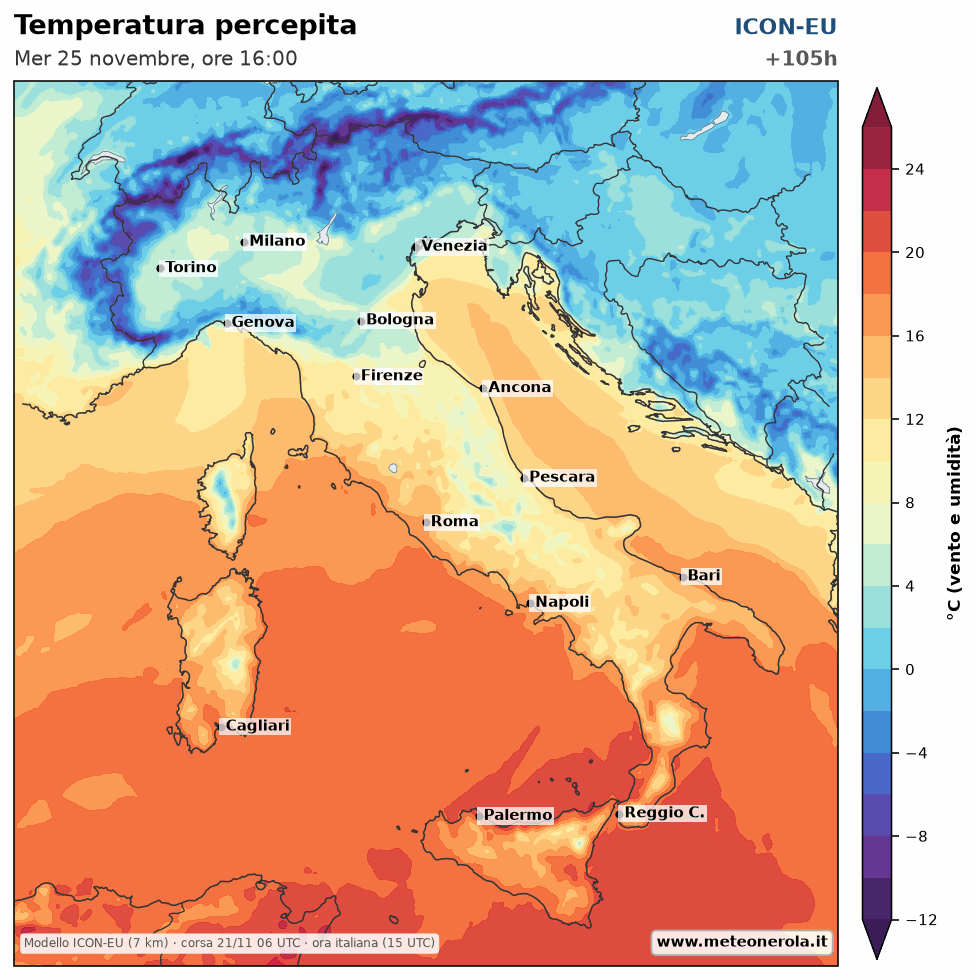 Temperatura percepita
ICON-EU
Mer 25 novembre, ore 16:00
+105h
Milano
Venezia
Torino
Genova
Bologna
Firenze
Ancona
Pescara
Roma
Bari
Napoli
Cagliari
Palermo
Reggio C.
24
20
16
12
8
4
0
−4
−8
−12
°C (vento e umidità)
Modello ICON-EU (7 km) · corsa 21/11 06 UTC · ora italiana (15 UTC)
www.meteonerola.it